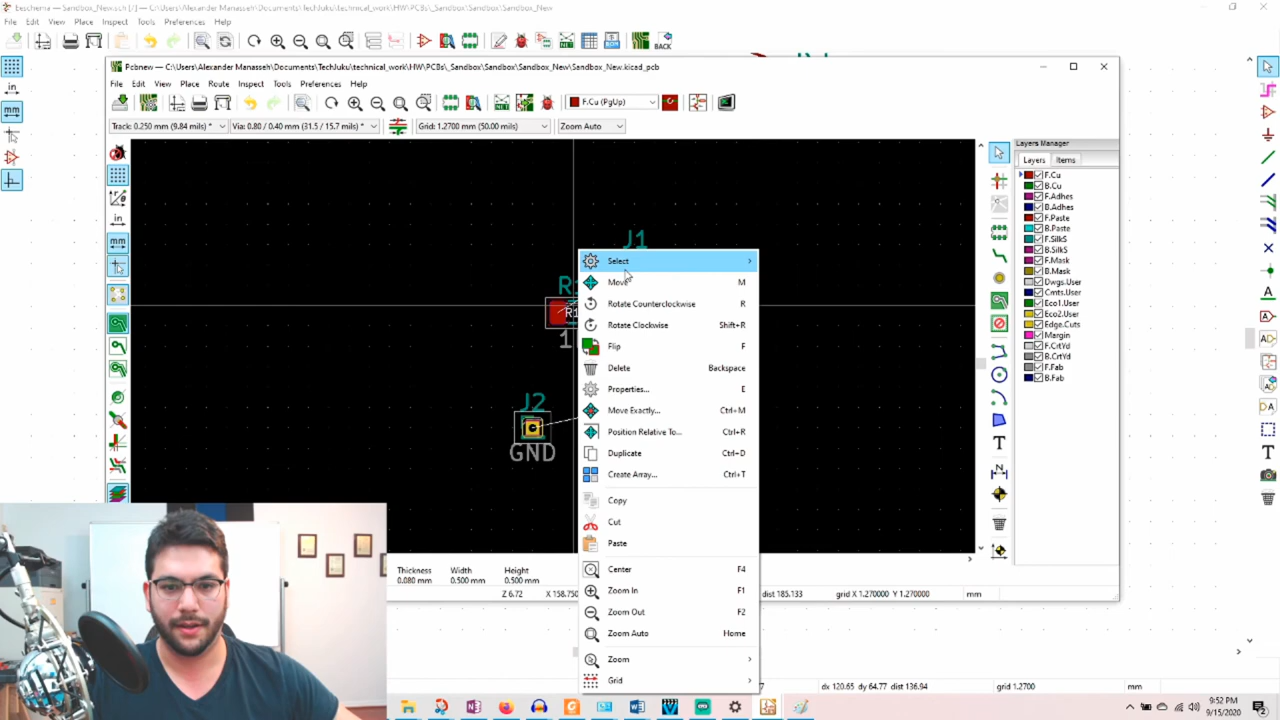 Eeschema — Sandbox_New.sch [/] — C:\Users\Alexander Manasseh\Documents\TechJuku\technical_work\HW\PCBs\_Sandbox\Sandbox\Sandbox_New
File Edit View Place Inspect Tools Preferences Help
BACK
Pcbnew — C:\Users\Alexander Manasseh\Documents\TechJuku\technical_work\HW\PCBs\_Sandbox\Sandbox\Sandbox_New\Sandbox_New.kicad_pcb
File Edit View Place Route Inspect Tools Preferences Help
F.Cu (PgUp)
Track: 0.250 mm (9.84 mils) * Via: 0.80 / 0.40 mm (31.5 / 15.7 mils) * Grid: 1.2700 mm (50.00 mils) Zoom Auto
in
mm
in
mm
Layers Manager
Layers Items
F.Cu
B.Cu
F.Adhes
B.Adhes
F.Paste
B.Paste
F.SilkS
B.SilkS
F.Mask
B.Mask
Dwgs.User
Cmts.User
Eco1.User
Eco2.User
Edge.Cuts
Margin
F.CrtYd
B.CrtYd
F.Fab
B.Fab
J1
R1
1
J2
GND
Select
Move M
Rotate Counterclockwise R
Rotate Clockwise Shift+R
Flip F
Delete Backspace
Properties... E
Move Exactly... Ctrl+M
Position Relative To... Ctrl+R
Duplicate Ctrl+D
Create Array... Ctrl+T
Copy
Cut
Paste
Center F4
Zoom In F1
Zoom Out F2
Zoom Auto Home
Zoom
Grid
Thickness Width Height
0.080 mm 0.500 mm 0.500 mm
Z 6.72 X 158.750 dist 185.133 grid X 1.270000 Y 1.270000 mm
dx 120.65 dy 64.77 dist 136.94 grid 1.2700 mm
9:52 PM
9/15/2020